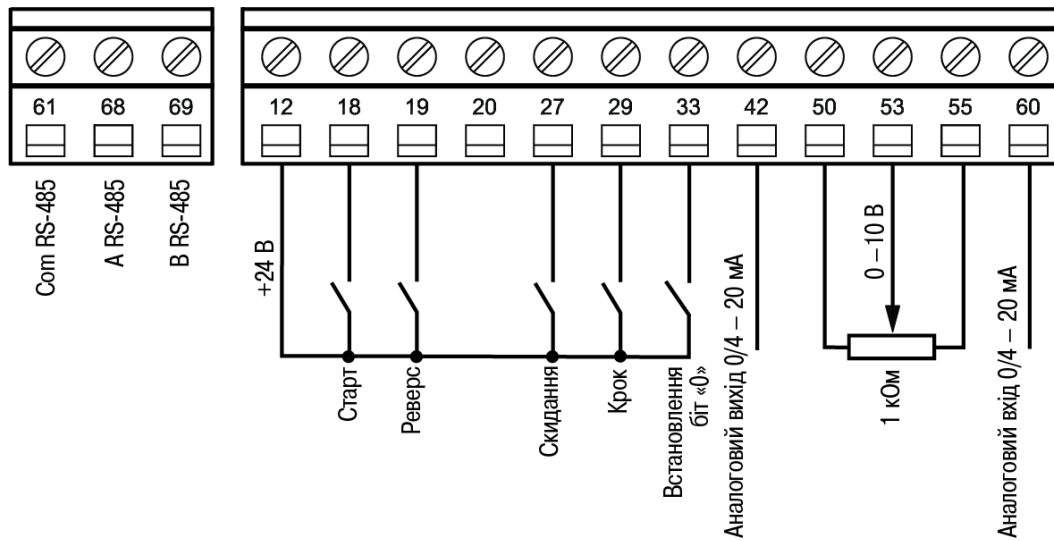 61 68 69
12 18 19 20 27 29 33 42 50 53 55 60
Com RS-485
A RS-485
B RS-485
+24 В
Старт
Реверс
Скидання
Крок
Встановлення
біт «0»
Аналоговий вихід 0/4 – 20 мА
0 – 10 В
1 кОм
Аналоговий вхід 0/4 – 20 мА